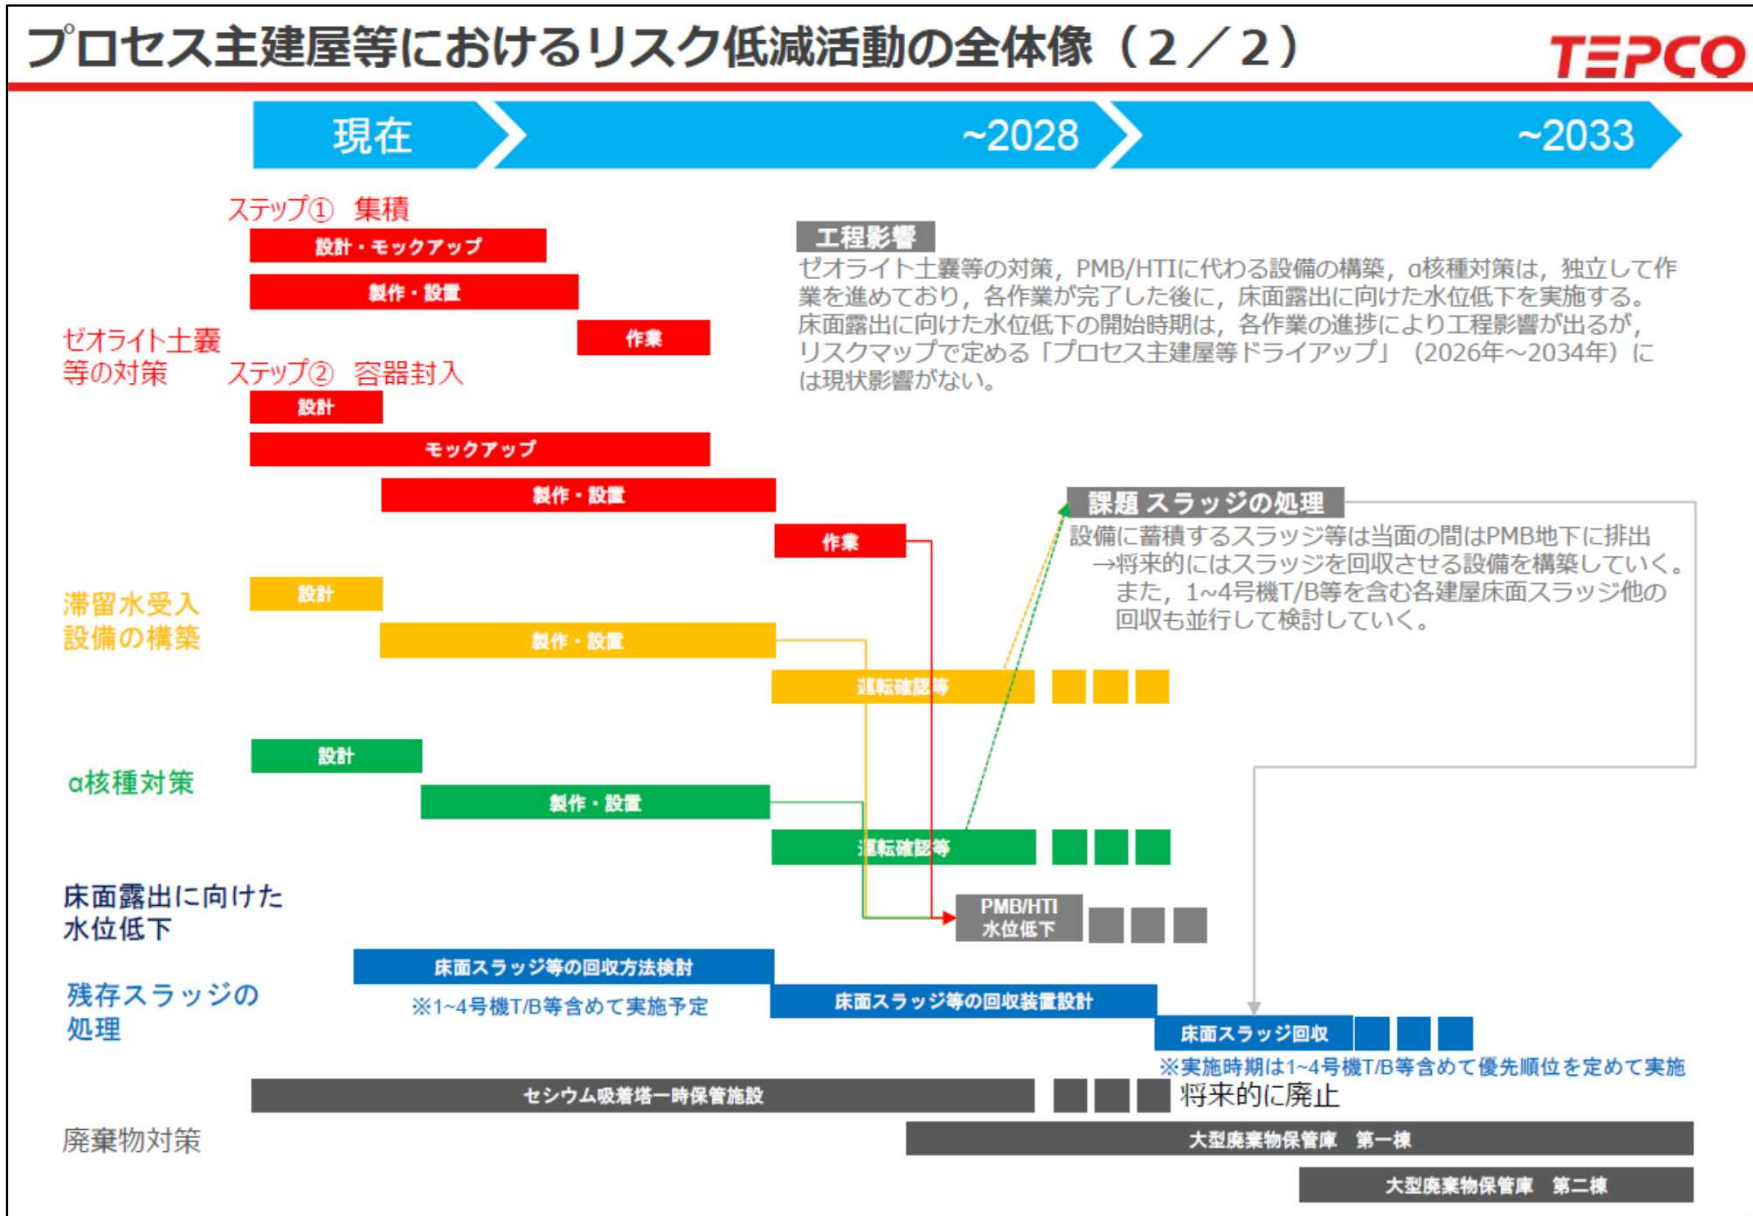 プロセス主建屋等におけるリスク低減活動の全体像（２／２）
TEPCO
現在
~2028
~2033
ステップ① 集積
設計・モックアップ
製作・設置
作業
工程影響
ゼオライト土嚢等の対策，PMB/HTIに代わる設備の構築，α核種対策は，独立して作
業を進めており，各作業が完了した後に，床面露出に向けた水位低下を実施する。
床面露出に向けた水位低下の開始時期は，各作業の進捗により工程影響が出るが，
リスクマップで定める「プロセス主建屋等ドライアップ」（2026年～2034年）に
は現状影響がない。
ゼオライト土嚢
等の対策
ステップ② 容器封入
設計
モックアップ
製作・設置
作業
課題 スラッジの処理
設備に蓄積するスラッジ等は当面の間はPMB地下に排出
→将来的にはスラッジを回収させる設備を構築していく。
また，1~4号機T/B等を含む各建屋床面スラッジ他の
回収も並行して検討していく。
滞留水受入
設備の構築
設計
製作・設置
運転確認等
α核種対策
設計
製作・設置
運転確認等
床面露出に向けた
水位低下
PMB/HTI
水位低下
残存スラッジの
処理
床面スラッジ等の回収方法検討
※1~4号機T/B等含めて実施予定
床面スラッジ等の回収装置設計
床面スラッジ回収
※実施時期は1~4号機T/B等含めて優先順位を定めて実施
廃棄物対策
セシウム吸着塔一時保管施設
将来的に廃止
大型廃棄物保管庫 第一棟
大型廃棄物保管庫 第二棟